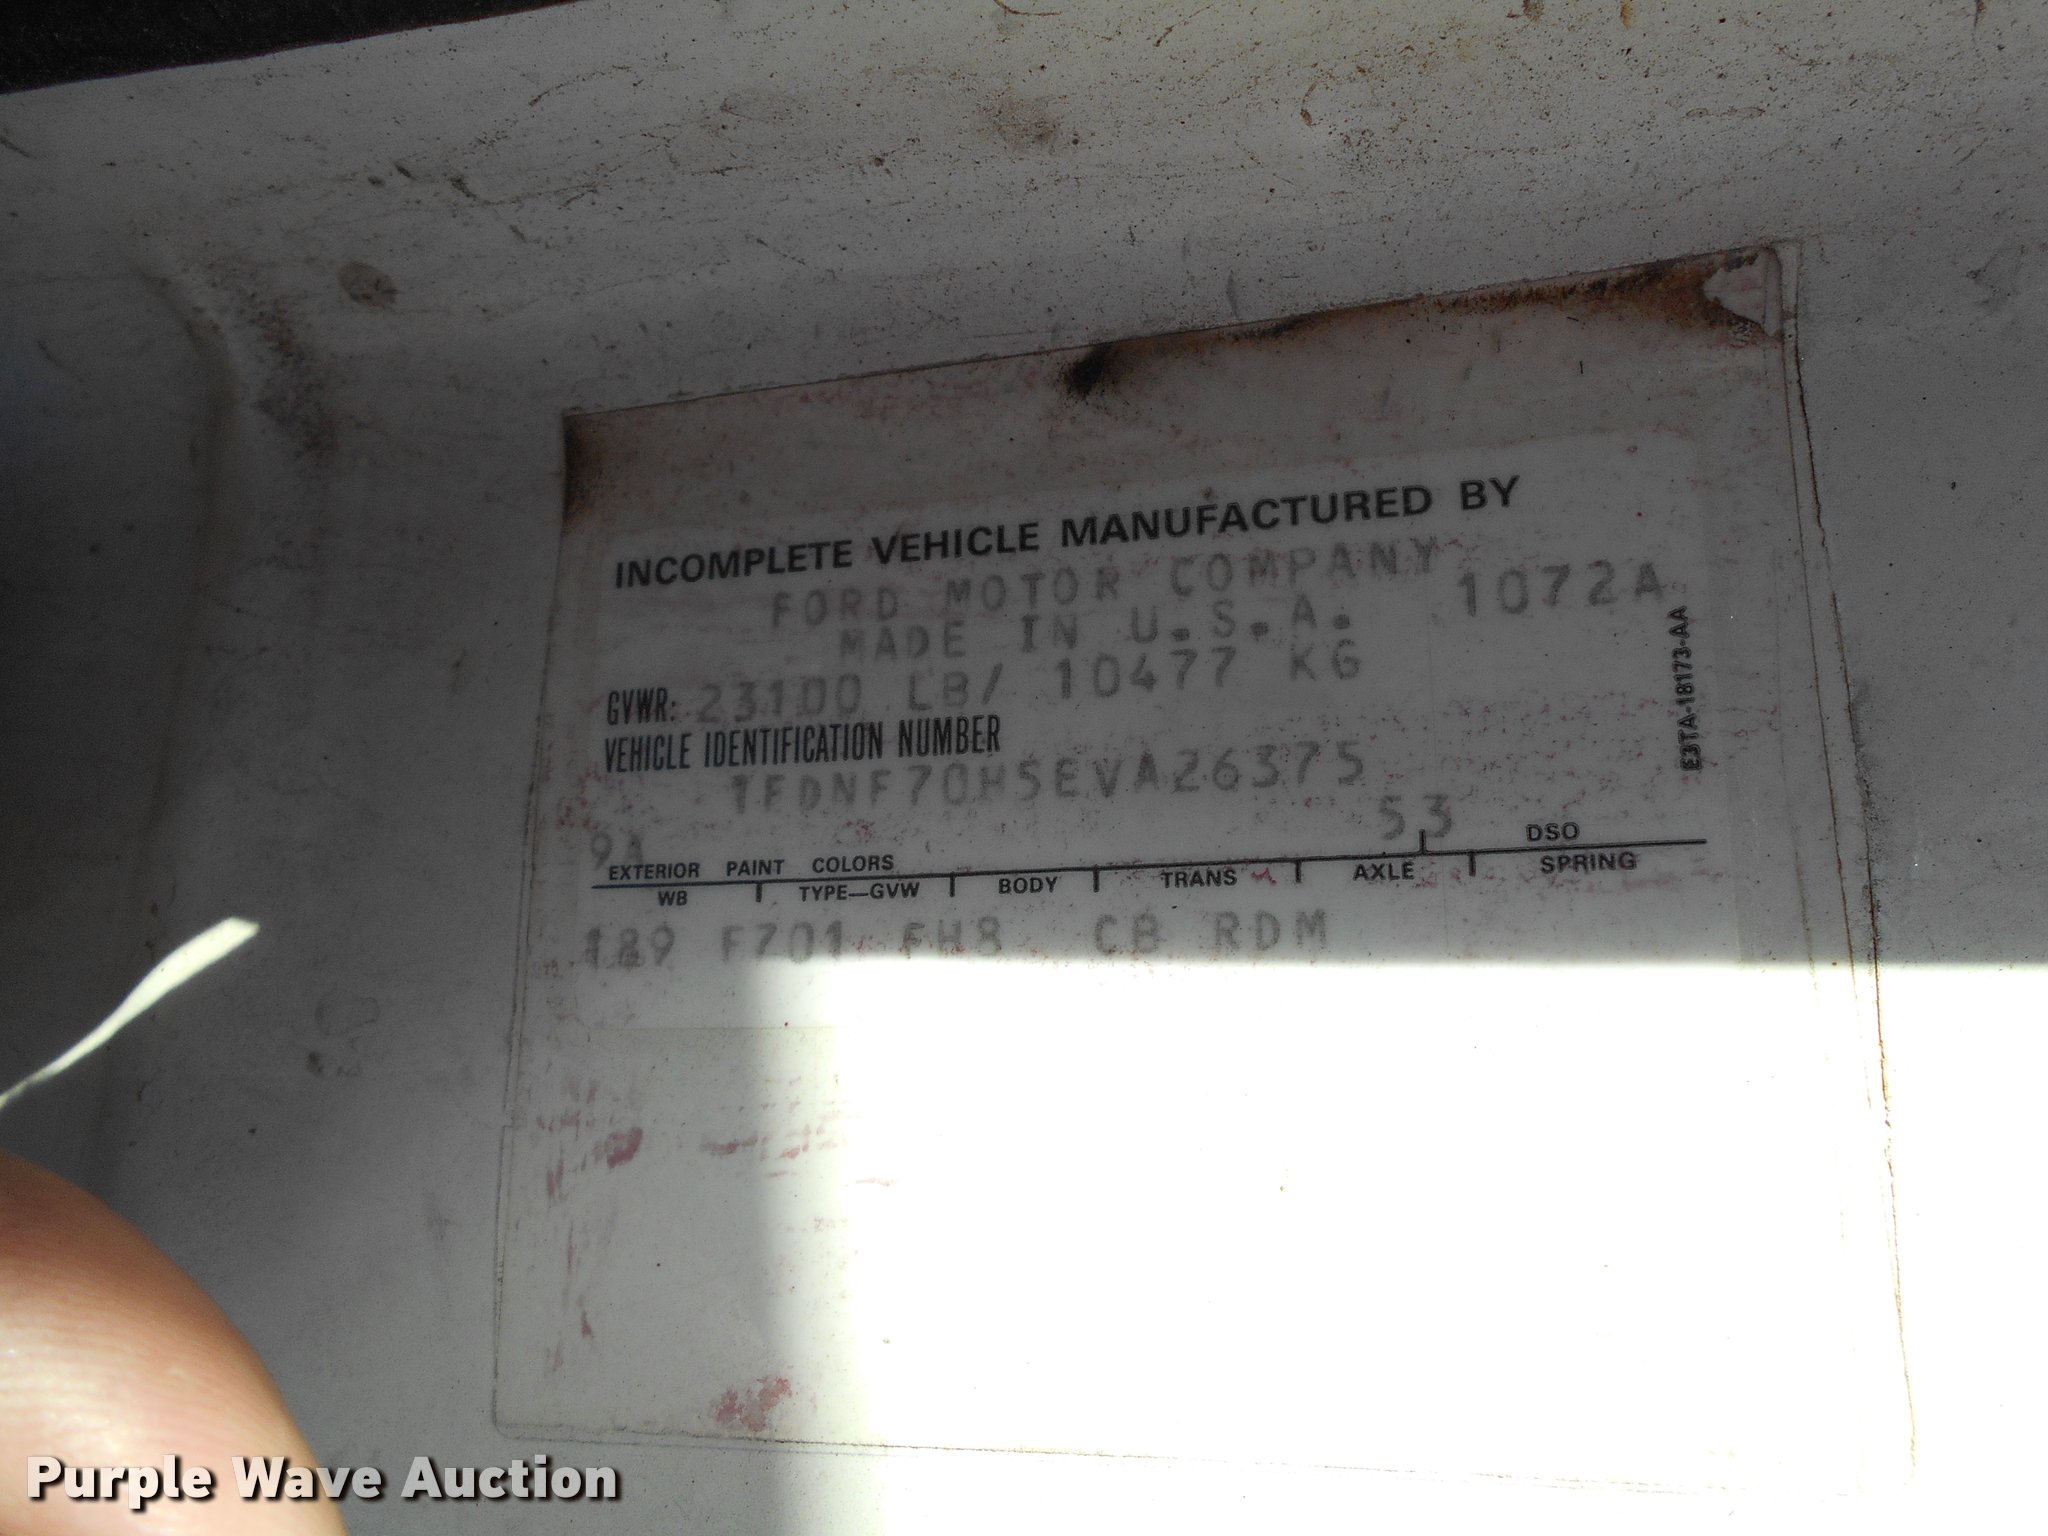 INCOMPLETE VEHICLE MANUFACTURED BY
FORD MOTOR COMPANY
MADE IN U.S.A. 1072A
GVWR: 23100 LB/ 10477 KG
VEHICLE IDENTIFICATION NUMBER
1FDNF70H5EVA26375
9A 53
EXTERIOR PAINT COLORS DSO
WB TYPE—GVW BODY TRANS AXLE SPRING
189 F701 FH8 CB RDM
E3TA-18173-AA
Purple Wave Auction